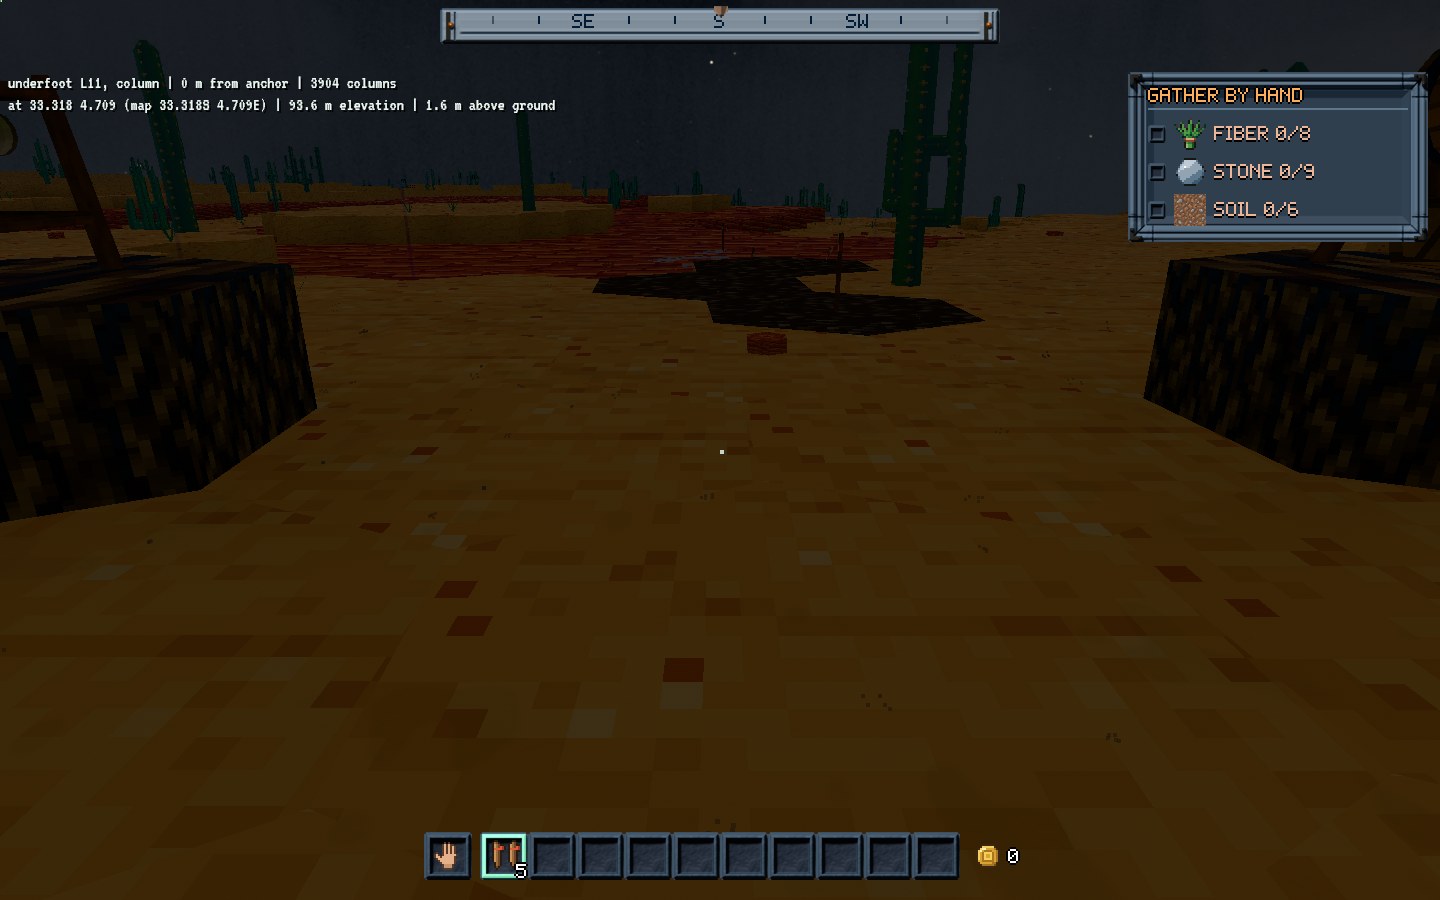 SE S SW
underfoot L11, column | 0 m from anchor | 3904 columns
at 33.318 4.709 (map 33.318S 4.709E) | 93.6 m elevation | 1.6 m above ground
GATHER BY HAND
FIBER 0/8
STONE 0/9
SOIL 0/6
5
0